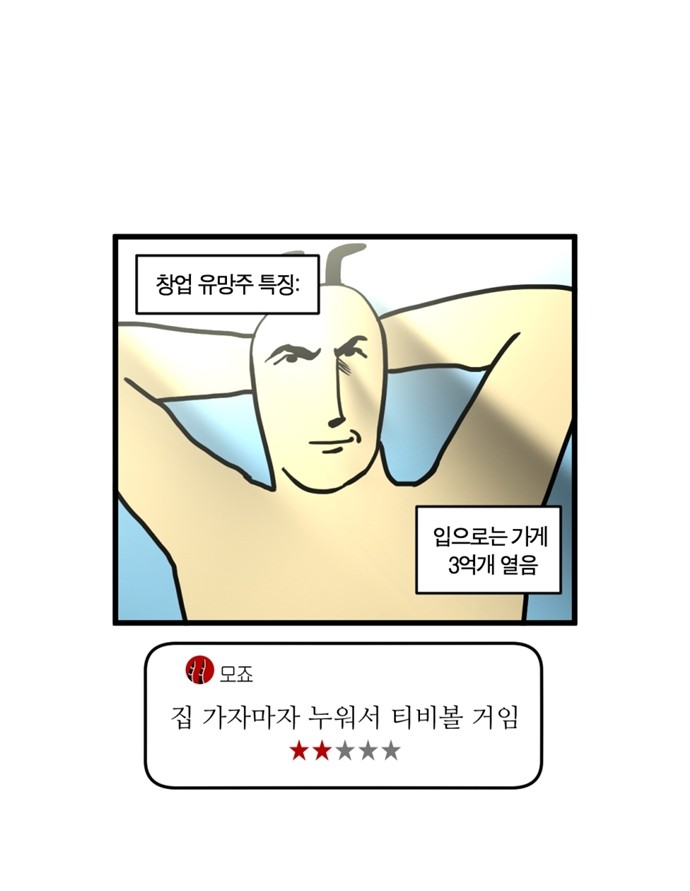 창업 유망주 특징:
입으로는 가게
3억개 열음
모죠
집 가자마자 누워서 티비볼 거임
★★★★★